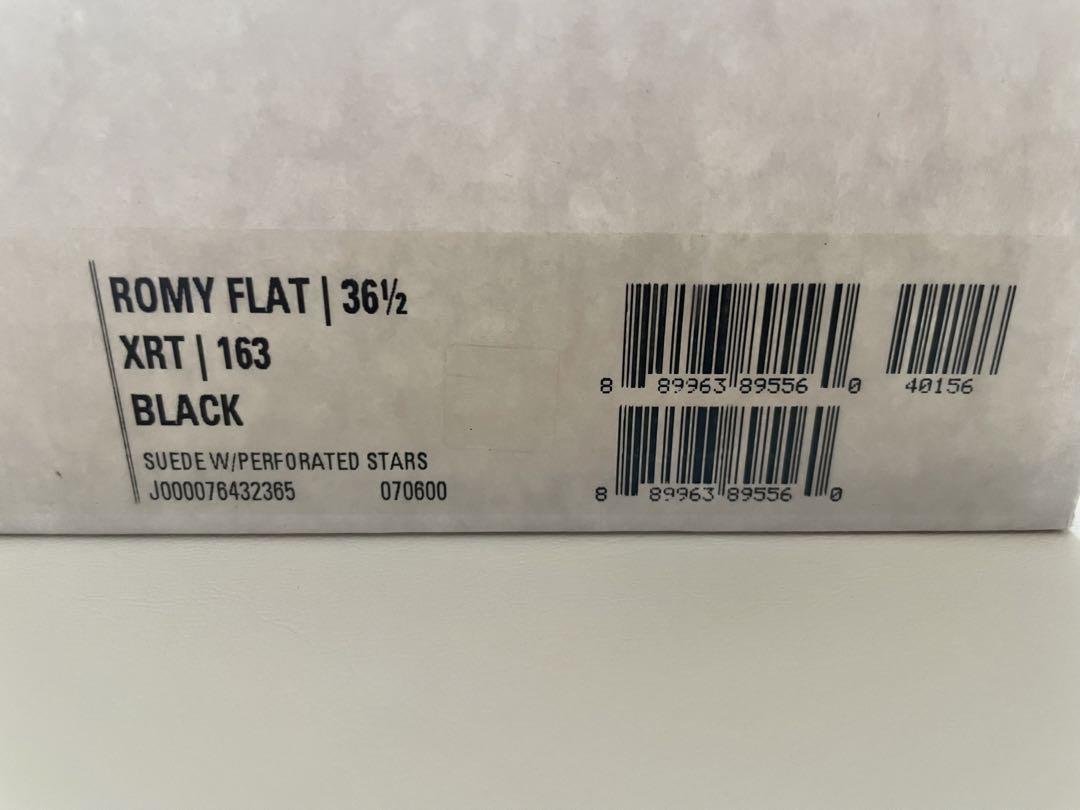 ROMY FLAT | 36½
XRT | 163
BLACK
SUEDE W/PERFORATED STARS
J000076432365 070600
8 89963 89556 0 40156
8 89963 89556 0